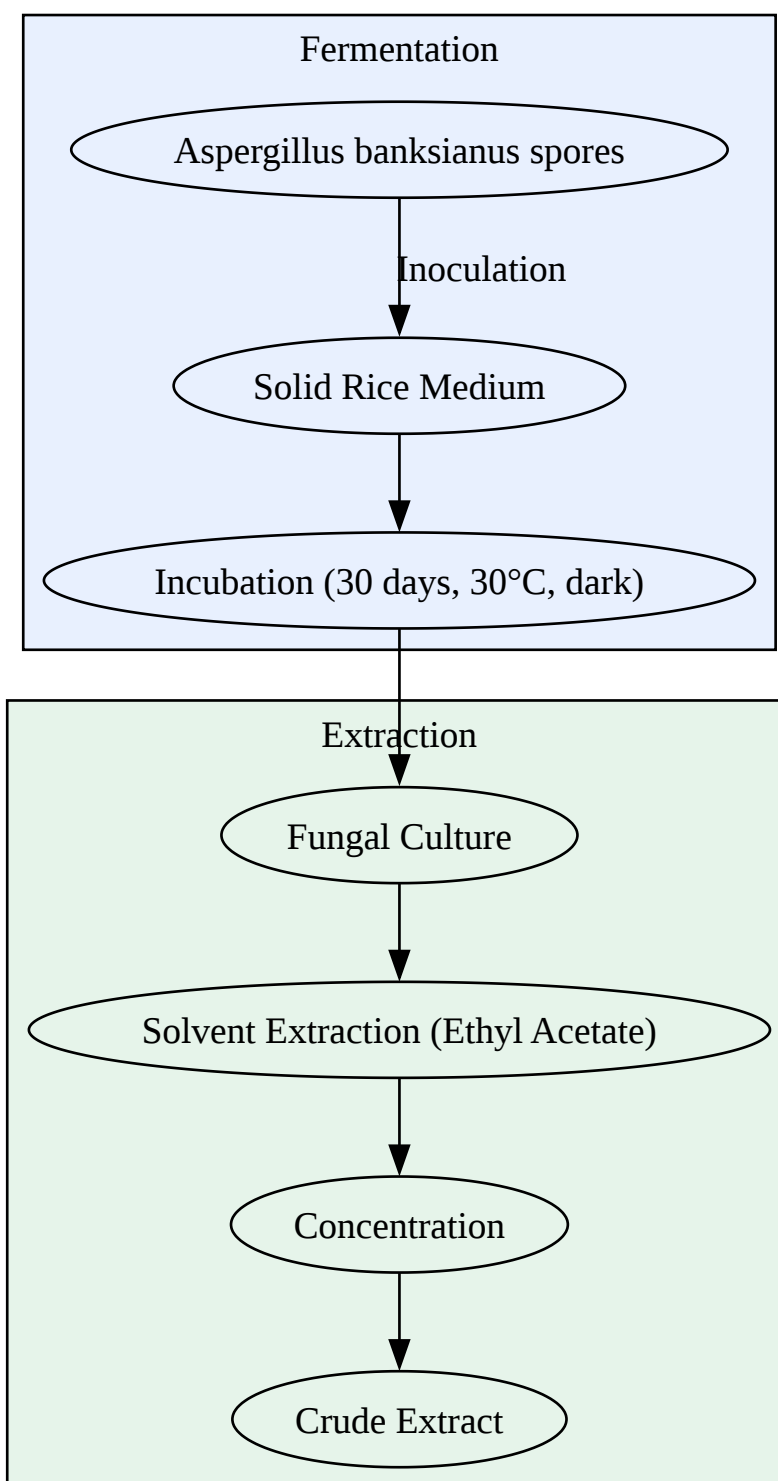 Fermentation
Aspergillus banksianus spores
Inoculation
Solid Rice Medium
Incubation (30 days, 30°C, dark)
Extraction
Fungal Culture
Solvent Extraction (Ethyl Acetate)
Concentration
Crude Extract